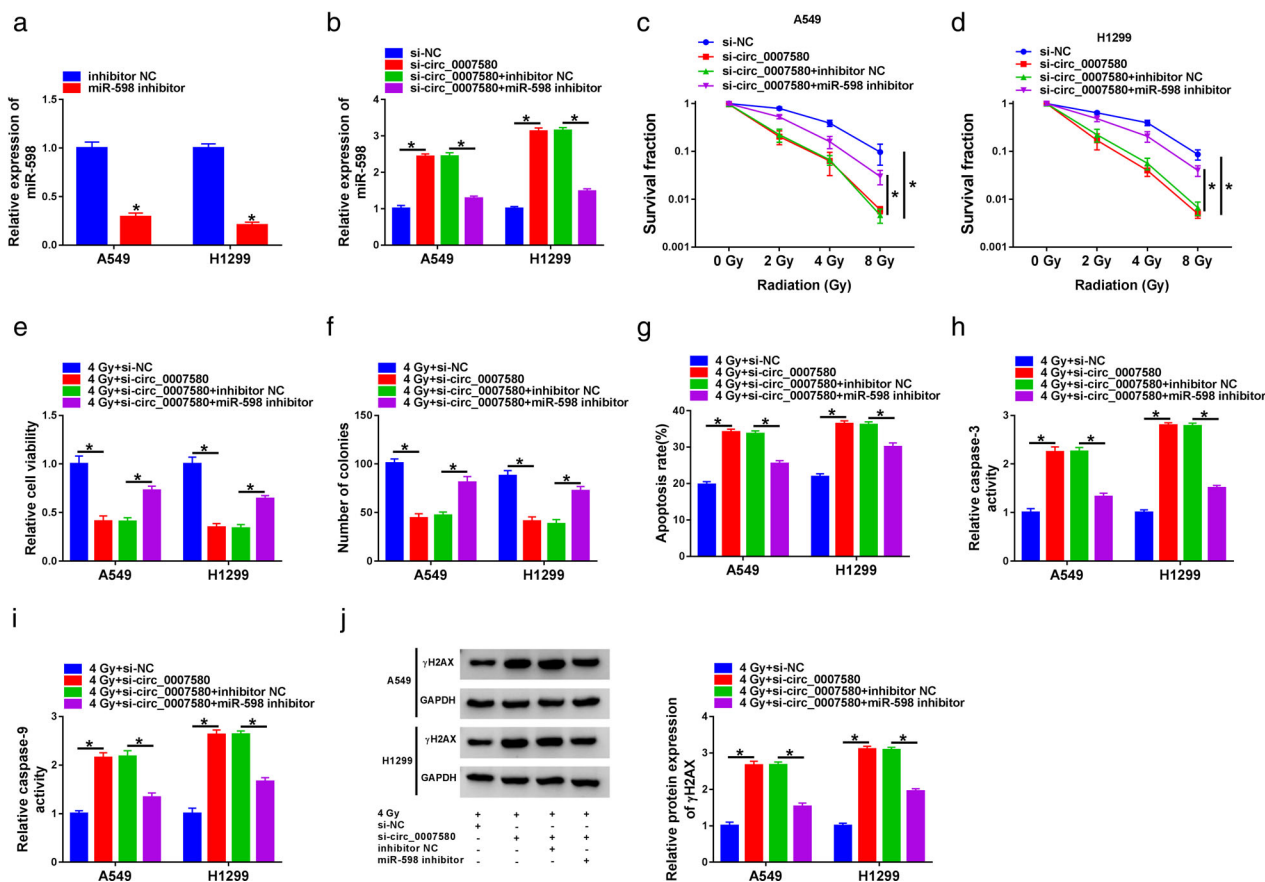 a
inhibitor NC
miR-598 inhibitor
Relative expression of
miR-598
1.5
1.0
0.5
0.0
*
*
A549
H1299
b
si-NC
si-circ_0007580
si-circ_0007580+inhibitor NC
si-circ_0007580+miR-598 inhibitor
Relative expression of
miR-598
4
3
2
1
0
*
*
*
*
A549
H1299
c
A549
si-NC
si-circ_0007580
si-circ_0007580+inhibitor NC
si-circ_0007580+miR-598 inhibitor
Survival fraction
1
0.1
0.01
0.001
*
*
0 Gy
2 Gy
4 Gy
8 Gy
Radiation (Gy)
d
H1299
si-NC
si-circ_0007580
si-circ_0007580+inhibitor NC
si-circ_0007580+miR-598 inhibitor
Survival fraction
1
0.1
0.01
0.001
*
*
0 Gy
2 Gy
4 Gy
8 Gy
Radiation (Gy)
e
4 Gy+si-NC
4 Gy+si-circ_0007580
4 Gy+si-circ_0007580+inhibitor NC
4 Gy+si-circ_0007580+miR-598 inhibitor
Relative cell viability
1.5
1.0
0.5
0.0
*
*
*
*
A549
H1299
f
4 Gy+si-NC
4 Gy+si-circ_0007580
4 Gy+si-circ_0007580+inhibitor NC
4 Gy+si-circ_0007580+miR-598 inhibitor
Number of colonies
150
100
50
0
*
*
*
*
A549
H1299
g
4 Gy+si-NC
4 Gy+si-circ_0007580
4 Gy+si-circ_0007580+inhibitor NC
4 Gy+si-circ_0007580+miR-598 inhibitor
Apoptosis rate(%)
40
30
20
10
0
*
*
*
*
A549
H1299
h
4 Gy+si-NC
4 Gy+si-circ_0007580
4 Gy+si-circ_0007580+inhibitor NC
4 Gy+si-circ_0007580+miR-598 inhibitor
Relative caspase-3
activity
3
2
1
0
*
*
*
*
A549
H1299
i
4 Gy+si-NC
4 Gy+si-circ_0007580
4 Gy+si-circ_0007580+inhibitor NC
4 Gy+si-circ_0007580+miR-598 inhibitor
Relative caspase-9
activity
3
2
1
0
*
*
*
*
A549
H1299
j
A549
γH2AX
GAPDH
H1299
γH2AX
GAPDH
4 Gy + + + +
si-NC + - - -
si-circ_0007580 - + + +
inhibitor NC - - + -
miR-598 inhibitor - - - +
4 Gy+si-NC
4 Gy+si-circ_0007580
4 Gy+si-circ_0007580+inhibitor NC
4 Gy+si-circ_0007580+miR-598 inhibitor
Relative protein expression
of γH2AX
4
3
2
1
0
*
*
*
*
A549
H1299